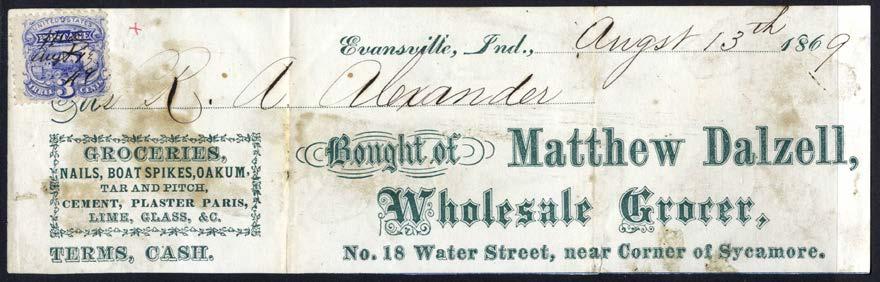 UNITED STATES
POSTAGE
THREE 3 CENTS
Evansville, Ind., Augst 13th 1869
R. A. Alexander
GROCERIES,
NAILS, BOAT SPIKES, OAKUM,
TAR AND PITCH,
CEMENT, PLASTER PARIS,
LIME, GLASS, &C.
TERMS, CASH.
Bought of Matthew Dalzell,
Wholesale Grocer,
No. 18 Water Street, near Corner of Sycamore.